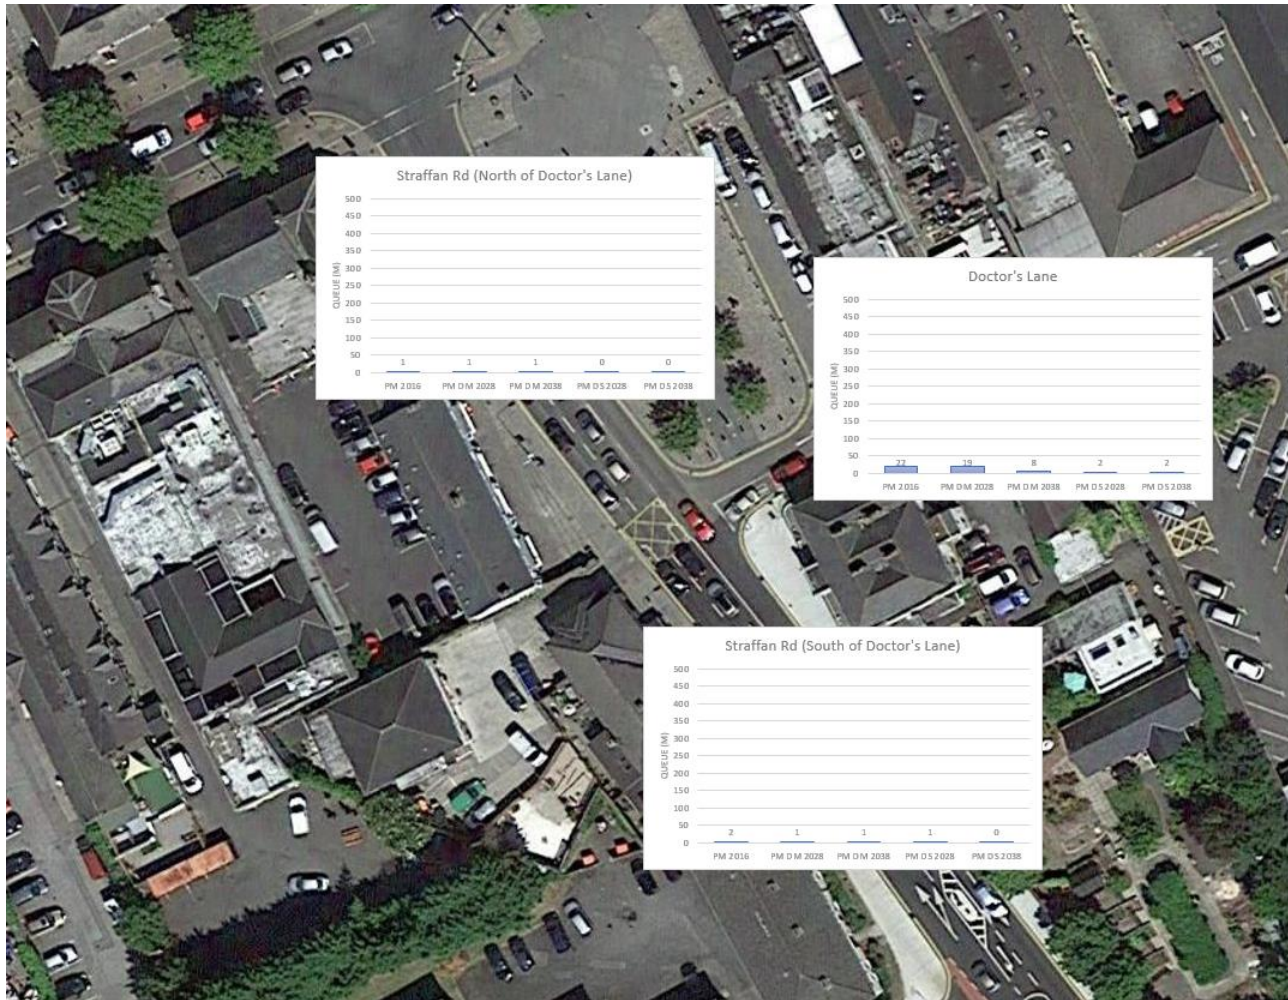 Straffan Rd (North of Doctor's Lane)
500
450
400
350
300
250
200
150
100
50
0
QUEUE (M)
1 1 1 0 0
PM 2016 PM DM 2028 PM DM 2038 PM DS 2028 PM DS 2038
Doctor's Lane
500
450
400
350
300
250
200
150
100
50
0
QUEUE (M)
22 19 8 2 2
PM 2016 PM DM 2028 PM DM 2038 PM DS 2028 PM DS 2038
Straffan Rd (South of Doctor's Lane)
500
450
400
350
300
250
200
150
100
50
0
QUEUE (M)
2 1 1 1 0
PM 2016 PM DM 2028 PM DM 2038 PM DS 2028 PM DS 2038